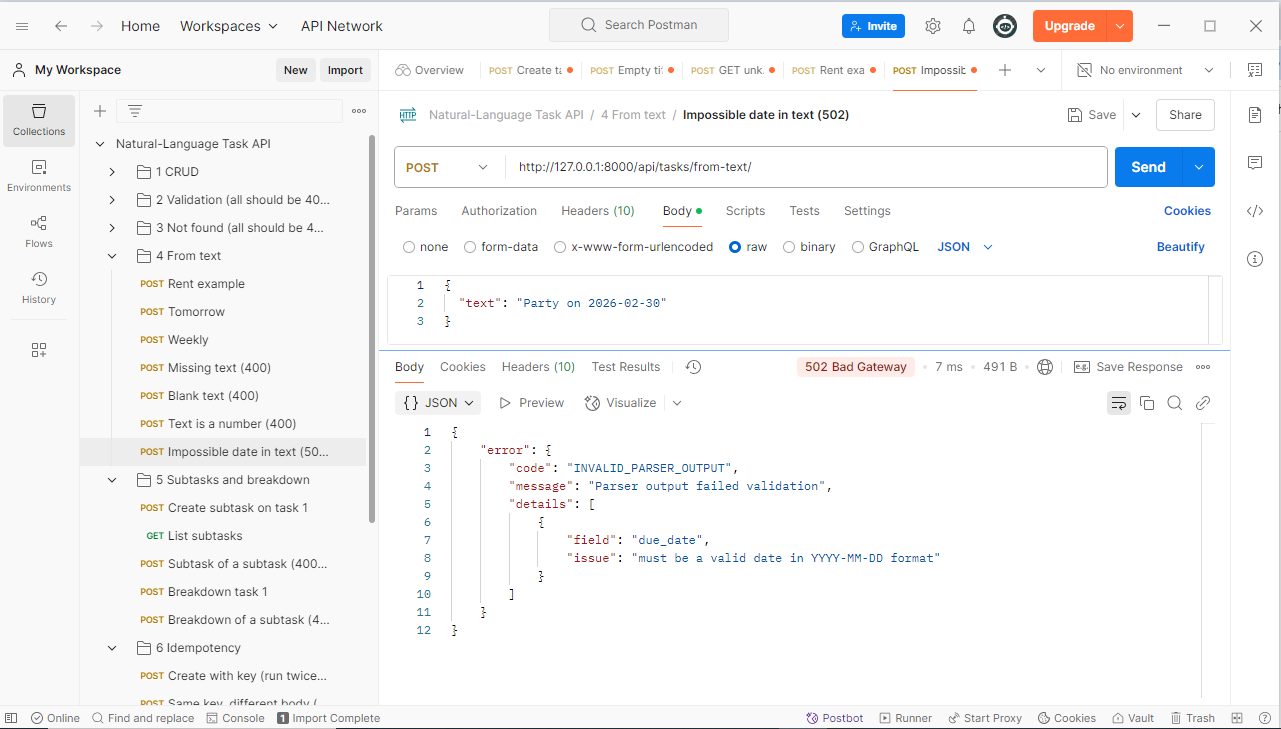 Home Workspaces API Network Search Postman Invite Upgrade
My Workspace New Import Overview POST Create ta POST Empty ti POST GET unk. POST Rent exa POST Impossib No environment
Collections
Environments
Flows
History
Natural-Language Task API
1 CRUD
2 Validation (all should be 40...
3 Not found (all should be 4...
4 From text
POST Rent example
POST Tomorrow
POST Weekly
POST Missing text (400)
POST Blank text (400)
POST Text is a number (400)
POST Impossible date in text (50...
5 Subtasks and breakdown
POST Create subtask on task 1
GET List subtasks
POST Subtask of a subtask (400...
POST Breakdown task 1
POST Breakdown of a subtask (4...
6 Idempotency
POST Create with key (run twice...
POST Same key, different body (
HTTP Natural-Language Task API / 4 From text / Impossible date in text (502) Save Share
POST http://127.0.0.1:8000/api/tasks/from-text/ Send
Params Authorization Headers (10) Body Scripts Tests Settings Cookies
none form-data x-www-form-urlencoded raw binary GraphQL JSON Beautify
1 {
2 "text": "Party on 2026-02-30"
3 }
Body Cookies Headers (10) Test Results 502 Bad Gateway • 7 ms • 491 B • e.g. Save Response
{} JSON Preview Visualize
1 {
2 "error": {
3 "code": "INVALID_PARSER_OUTPUT",
4 "message": "Parser output failed validation",
5 "details": [
6 {
7 "field": "due_date",
8 "issue": "must be a valid date in YYYY-MM-DD format"
9 }
10 ]
11 }
12 }
Online Find and replace Console 1 Import Complete Postbot Runner Start Proxy Cookies Vault Trash